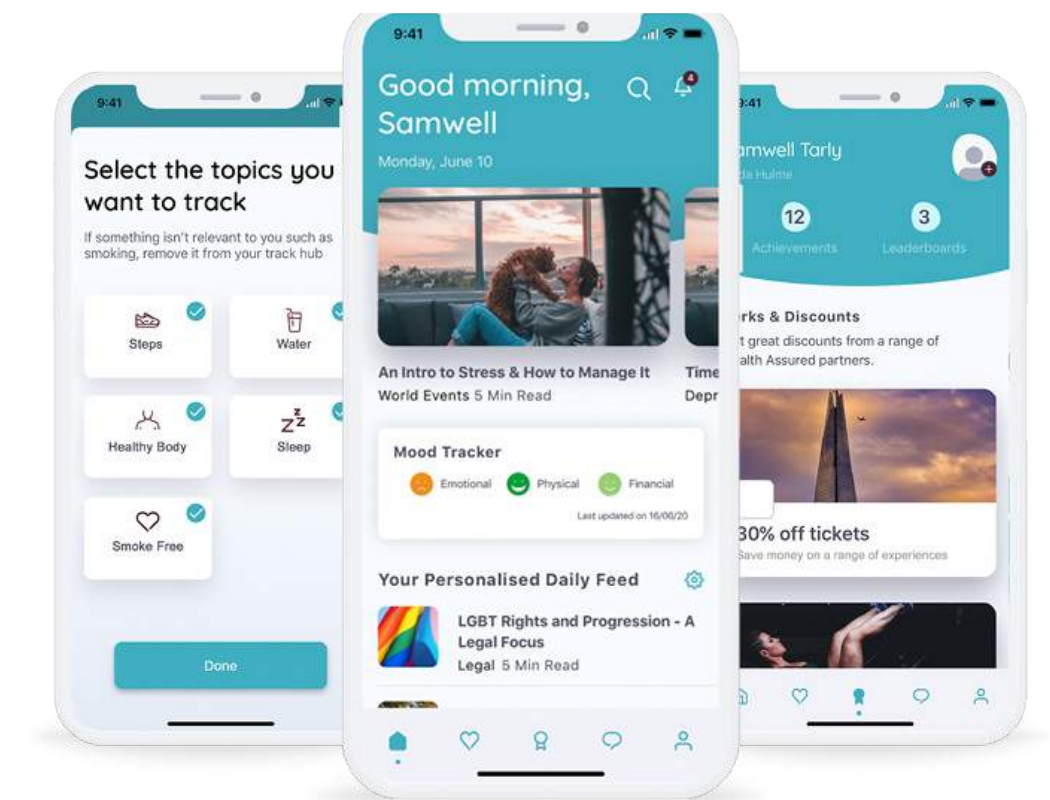 9:41
Select the topics you
want to track
If something isn't relevant to you such as
smoking, remove it from your track hub
Steps
Water
Healthy Body
Sleep
Smoke Free
Done
9:41
Good morning,
Samwell
4
Monday, June 10
An Intro to Stress & How to Manage It
World Events 5 Min Read
Time
Depr
Mood Tracker
Emotional
Physical
Financial
Last updated on 16/06/20
Your Personalised Daily Feed
LGBT Rights and Progression - A
Legal Focus
Legal 5 Min Read
9:41
amwell Tarly
da Hulme
12
3
Achievements
Leaderboards
rks & Discounts
t great discounts from a range of
alth Assured partners.
30% off tickets
Save money on a range of experiences